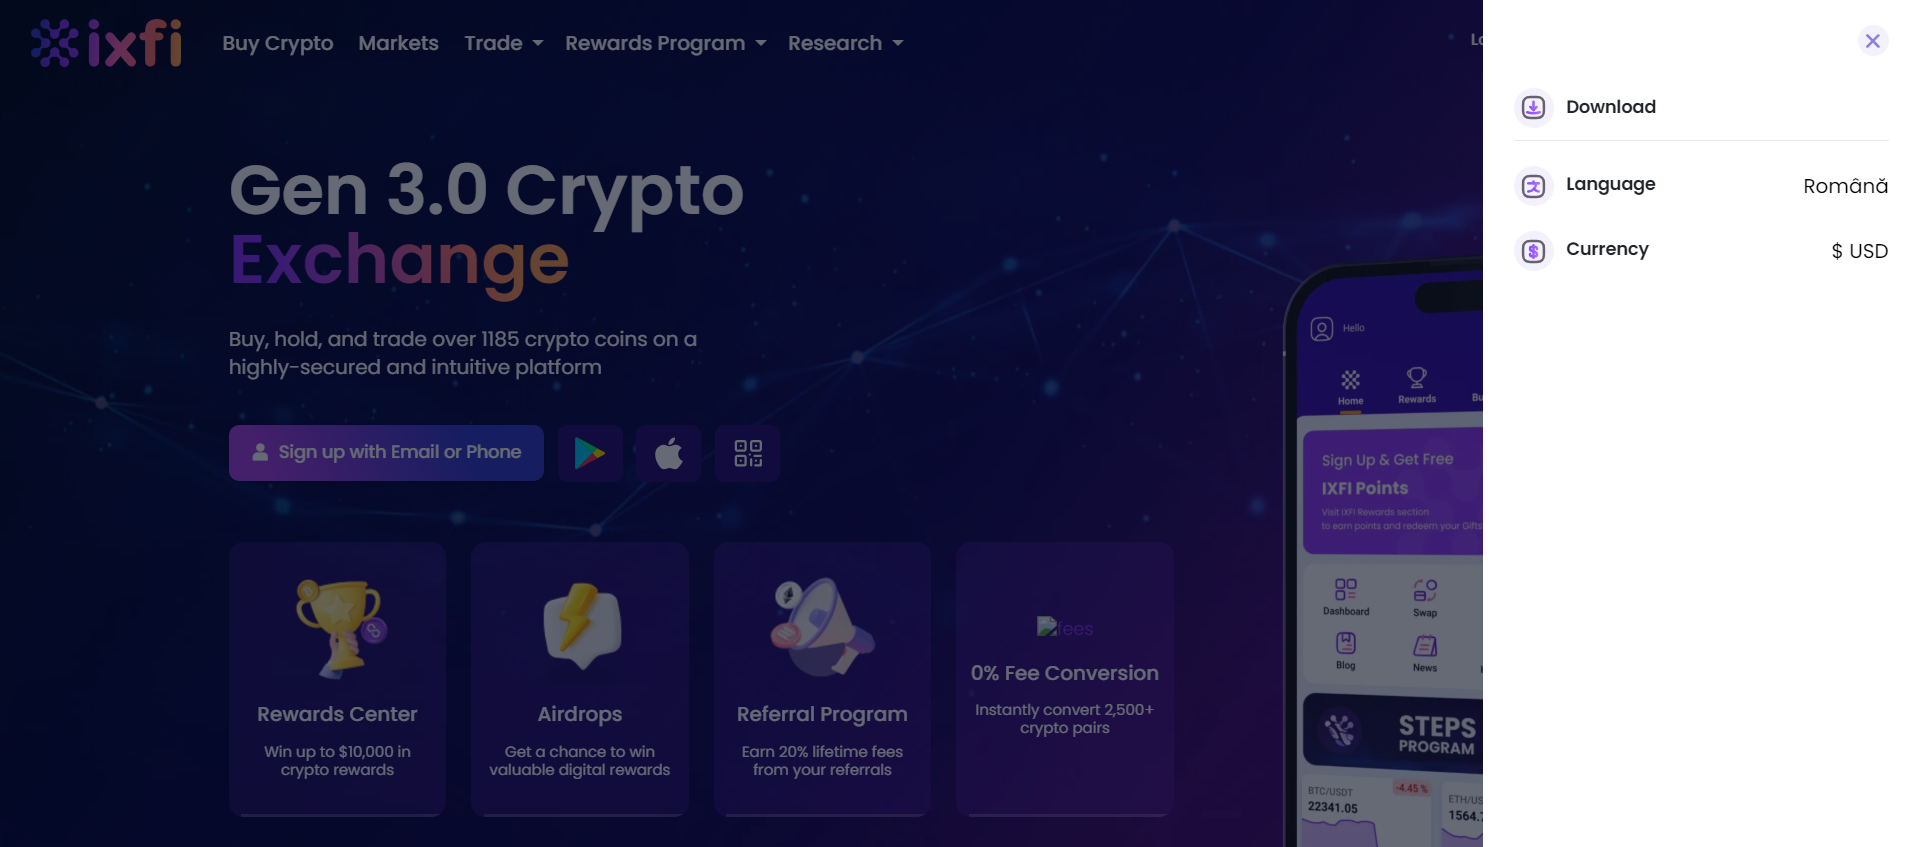 ixfi
Buy Crypto
Markets
Trade
Rewards Program
Research
Gen 3.0 Crypto
Exchange
Buy, hold, and trade over 1185 crypto coins on a
highly-secured and intuitive platform
Sign up with Email or Phone
Rewards Center
Win up to $10,000 in
crypto rewards
Airdrops
Get a chance to win
valuable digital rewards
Referral Program
Earn 20% lifetime fees
from your referrals
fees
0% Fee Conversion
Instantly convert 2,500+
crypto pairs
Hello
Home
Rewards
Sign Up & Get Free
IXFI Points
Visit IXFI Rewards section
to earn points and redeem your Gifts
Dashboard
Swap
Blog
News
STEPS
PROGRAM
BTC/USDT
-4.45 %
22341.05
Download
Language
Română
Currency
$ USD